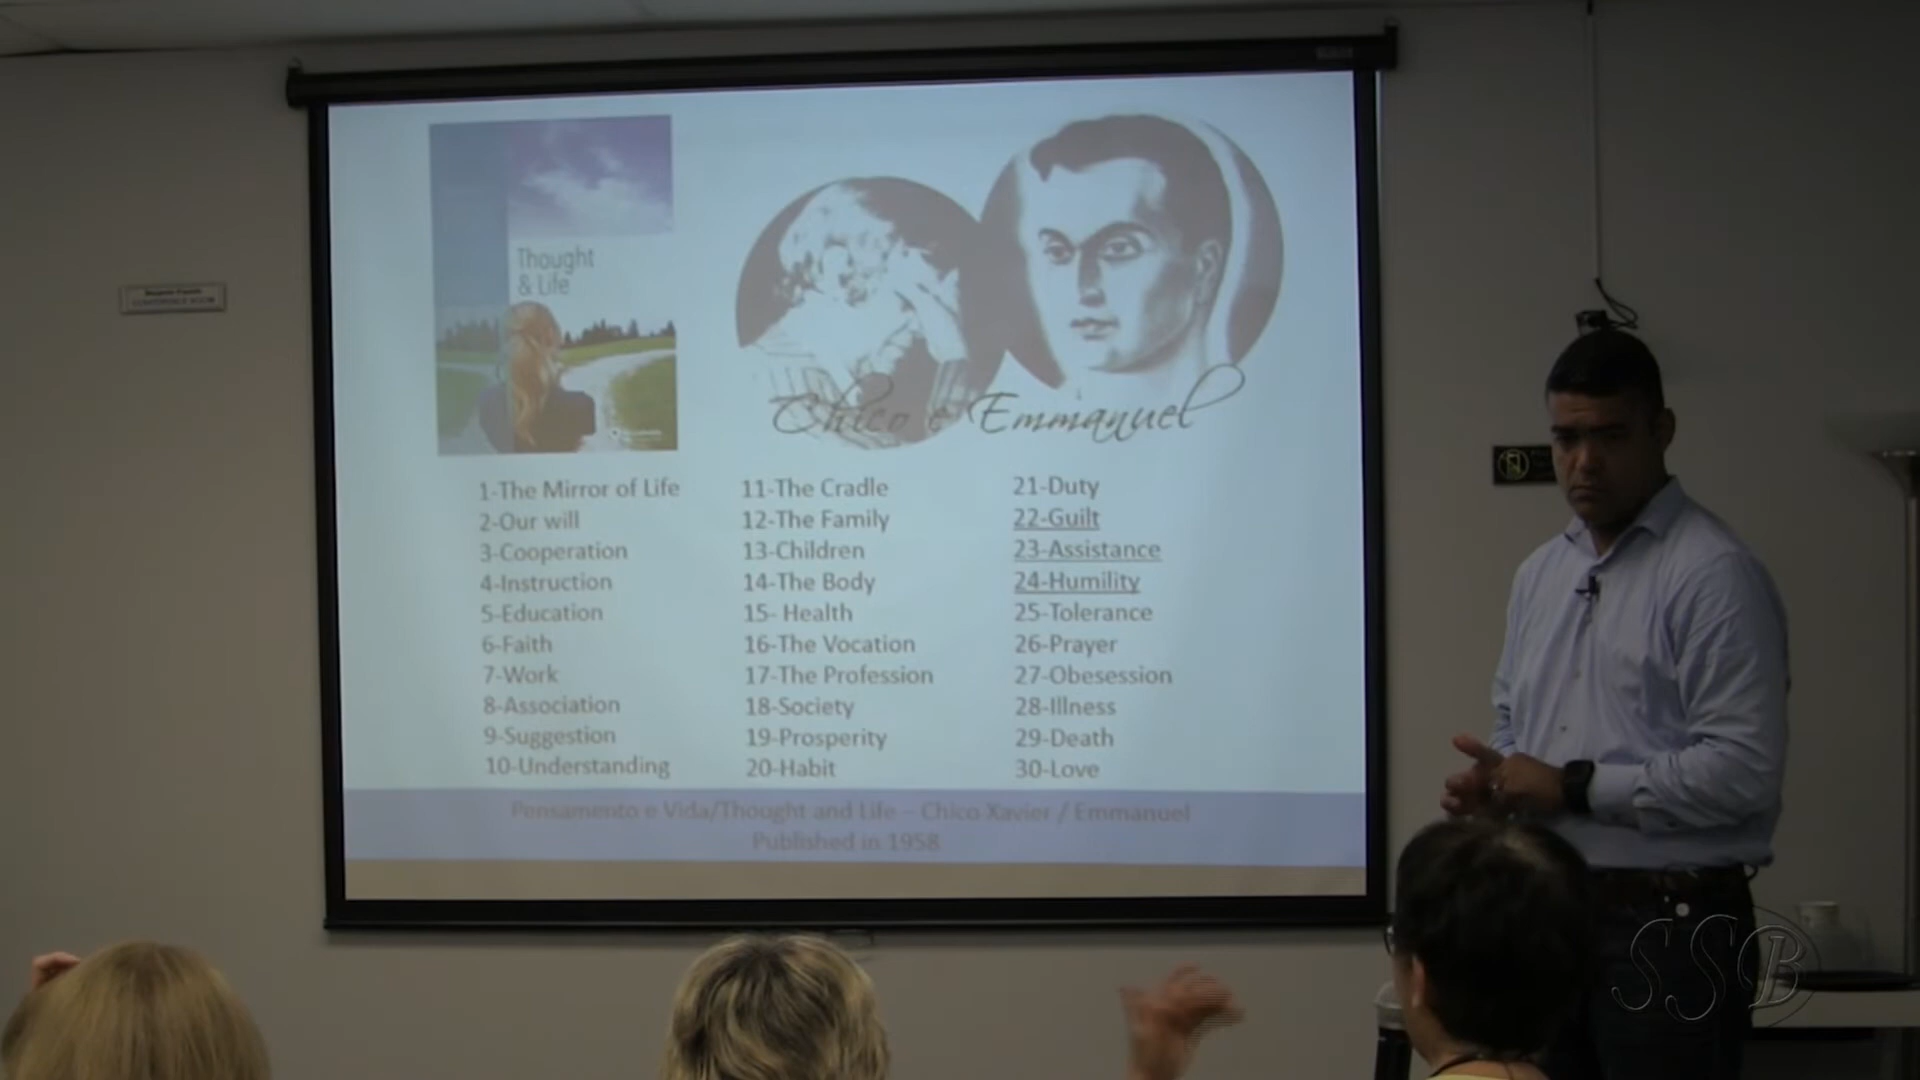 Thought
& Life
Chico e Emmanuel
1-The Mirror of Life
2-Our will
3-Cooperation
4-Instruction
5-Education
6-Faith
7-Work
8-Association
9-Suggestion
10-Understanding
11-The Cradle
12-The Family
13-Children
14-The Body
15- Health
16-The Vocation
17-The Profession
18-Society
19-Prosperity
20-Habit
21-Duty
22-Guilt
23-Assistance
24-Humility
25-Tolerance
26-Prayer
27-Obesession
28-Illness
29-Death
30-Love
Pensamento e Vida/Thought and Life – Chico Xavier / Emmanuel
Published in 1958
SSB